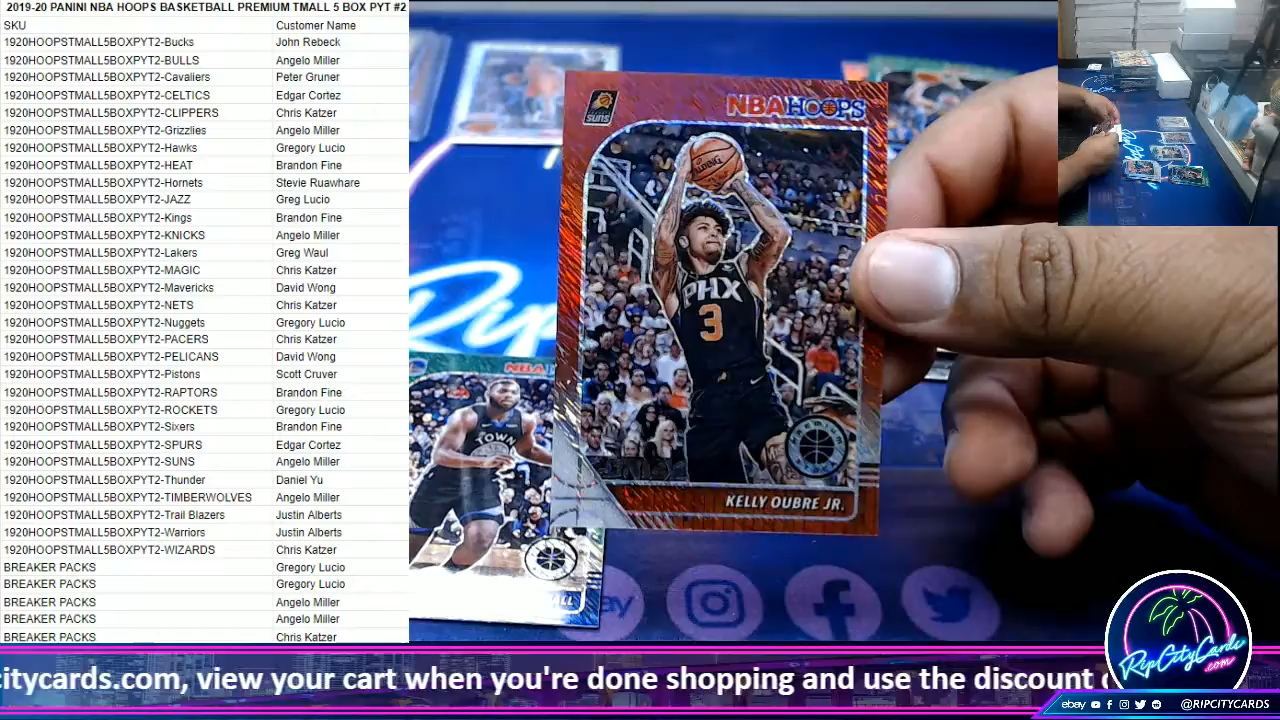 2019-20 PANINI NBA HOOPS BASKETBALL PREMIUM TMALL 5 BOX PYT #2
SKU Customer Name
1920HOOPSTMALL5BOXPYT2-Bucks John Rebeck
1920HOOPSTMALL5BOXPYT2-BULLS Angelo Miller
1920HOOPSTMALL5BOXPYT2-Cavaliers Peter Gruner
1920HOOPSTMALL5BOXPYT2-CELTICS Edgar Cortez
1920HOOPSTMALL5BOXPYT2-CLIPPERS Chris Katzer
1920HOOPSTMALL5BOXPYT2-Grizzlies Angelo Miller
1920HOOPSTMALL5BOXPYT2-Hawks Gregory Lucio
1920HOOPSTMALL5BOXPYT2-HEAT Brandon Fine
1920HOOPSTMALL5BOXPYT2-Hornets Stevie Ruawhare
1920HOOPSTMALL5BOXPYT2-JAZZ Greg Lucio
1920HOOPSTMALL5BOXPYT2-Kings Brandon Fine
1920HOOPSTMALL5BOXPYT2-KNICKS Angelo Miller
1920HOOPSTMALL5BOXPYT2-Lakers Greg Waul
1920HOOPSTMALL5BOXPYT2-MAGIC Chris Katzer
1920HOOPSTMALL5BOXPYT2-Mavericks David Wong
1920HOOPSTMALL5BOXPYT2-NETS Chris Katzer
1920HOOPSTMALL5BOXPYT2-Nuggets Gregory Lucio
1920HOOPSTMALL5BOXPYT2-PACERS Chris Katzer
1920HOOPSTMALL5BOXPYT2-PELICANS David Wong
1920HOOPSTMALL5BOXPYT2-Pistons Scott Cruver
1920HOOPSTMALL5BOXPYT2-RAPTORS Brandon Fine
1920HOOPSTMALL5BOXPYT2-ROCKETS Gregory Lucio
1920HOOPSTMALL5BOXPYT2-Sixers Brandon Fine
1920HOOPSTMALL5BOXPYT2-SPURS Edgar Cortez
1920HOOPSTMALL5BOXPYT2-SUNS Angelo Miller
1920HOOPSTMALL5BOXPYT2-Thunder Daniel Yu
1920HOOPSTMALL5BOXPYT2-TIMBERWOLVES Angelo Miller
1920HOOPSTMALL5BOXPYT2-Trail Blazers Justin Alberts
1920HOOPSTMALL5BOXPYT2-Warriors Justin Alberts
1920HOOPSTMALL5BOXPYT2-WIZARDS Chris Katzer
BREAKER PACKS Gregory Lucio
BREAKER PACKS Gregory Lucio
BREAKER PACKS Angelo Miller
BREAKER PACKS Angelo Miller
BREAKER PACKS Chris Katzer
SUNS
NBA HOOPS
SPALDING
PHX
3
KELLY OUBRE JR.
Rip
NBA
TOWN
ebay
RipCityCards
.com
citycards.com, view your cart when you're done shopping and use the discount
ebay @RIPCITYCARDS